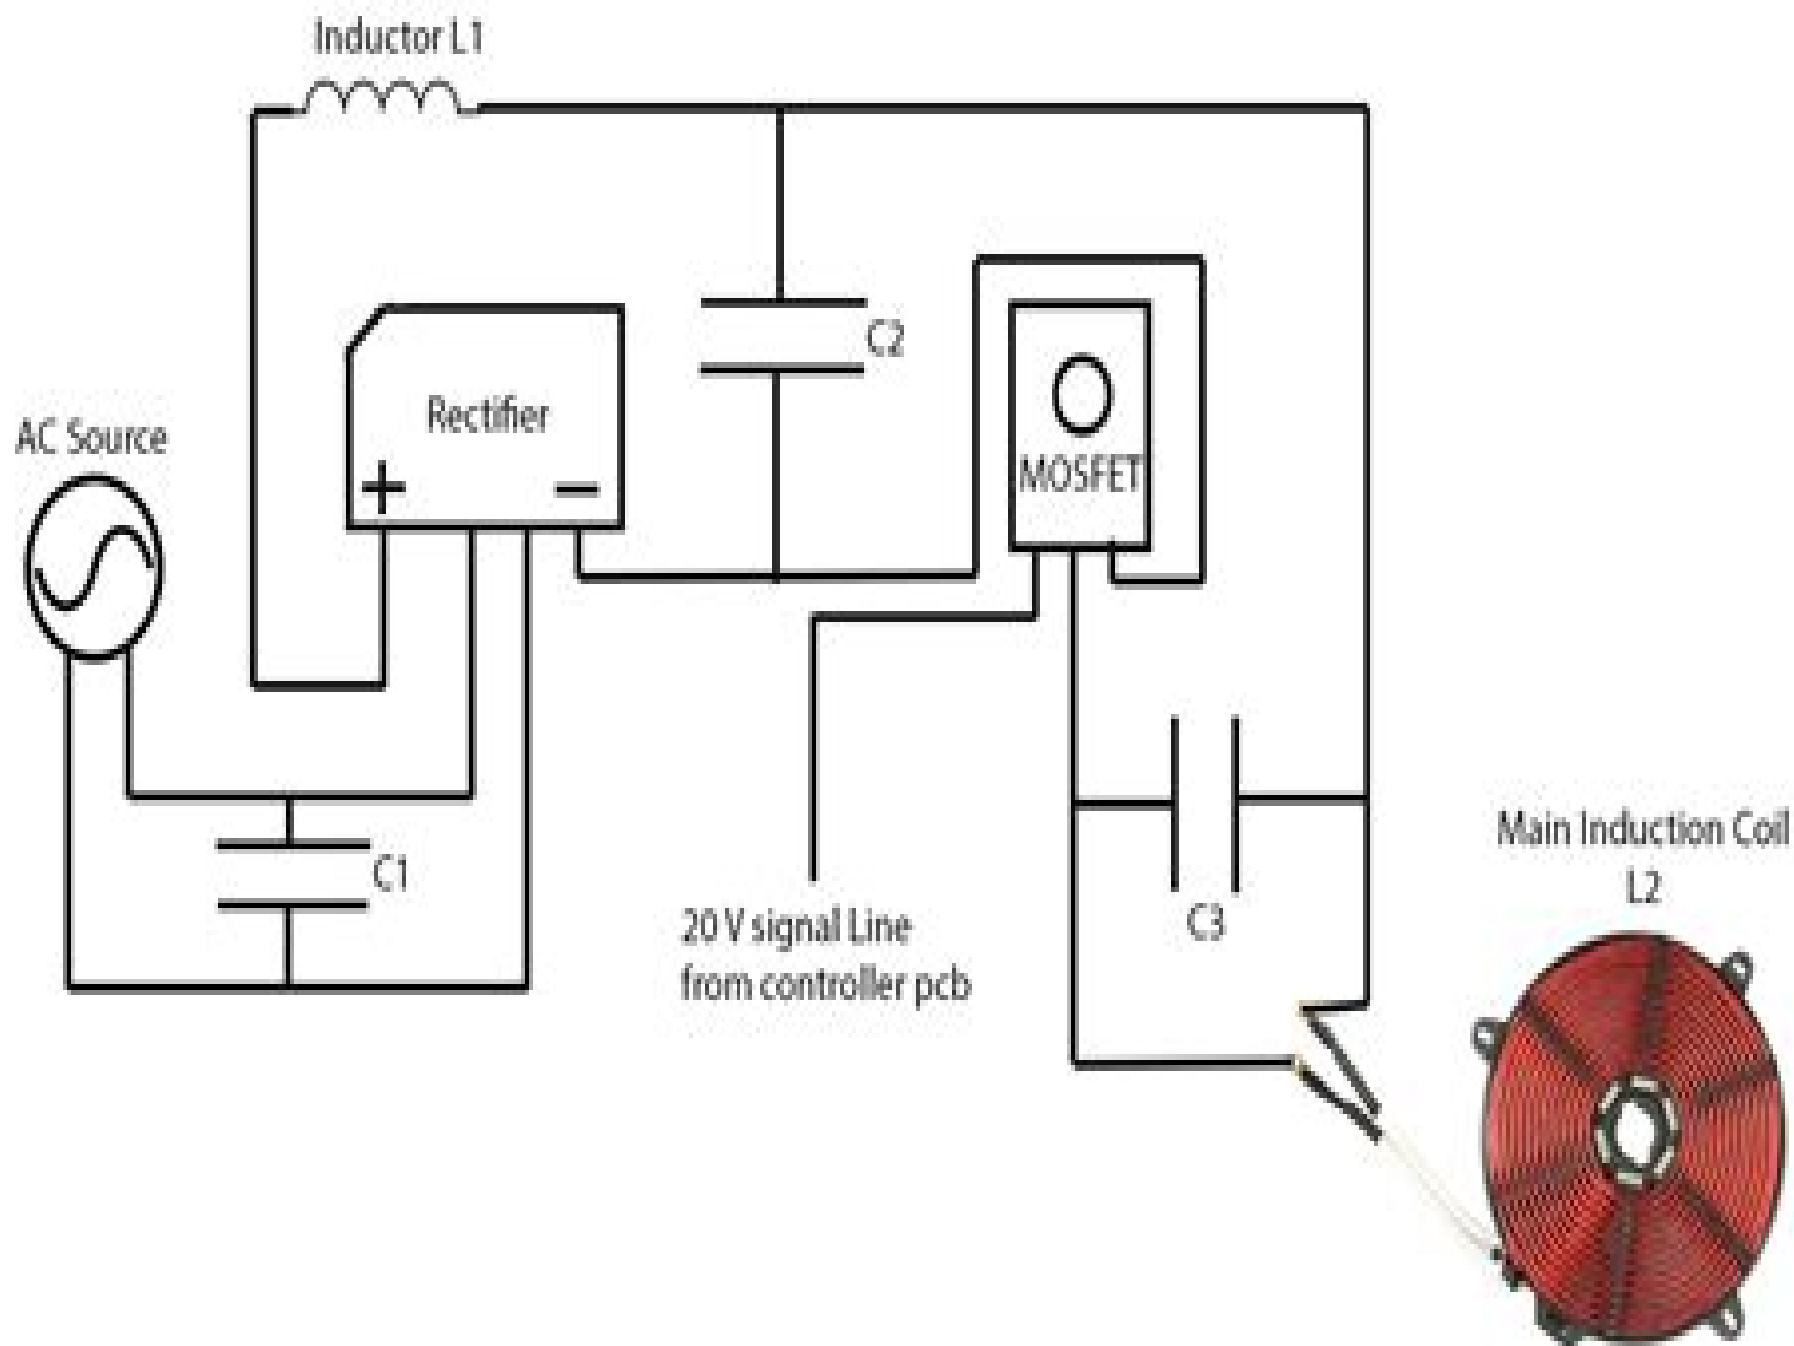 Inductor L1
C2
Rectifier
+
−
AC Source
MOSFET
C1
20 V signal Line
from controller pcb
C3
Main Induction Coil
L2